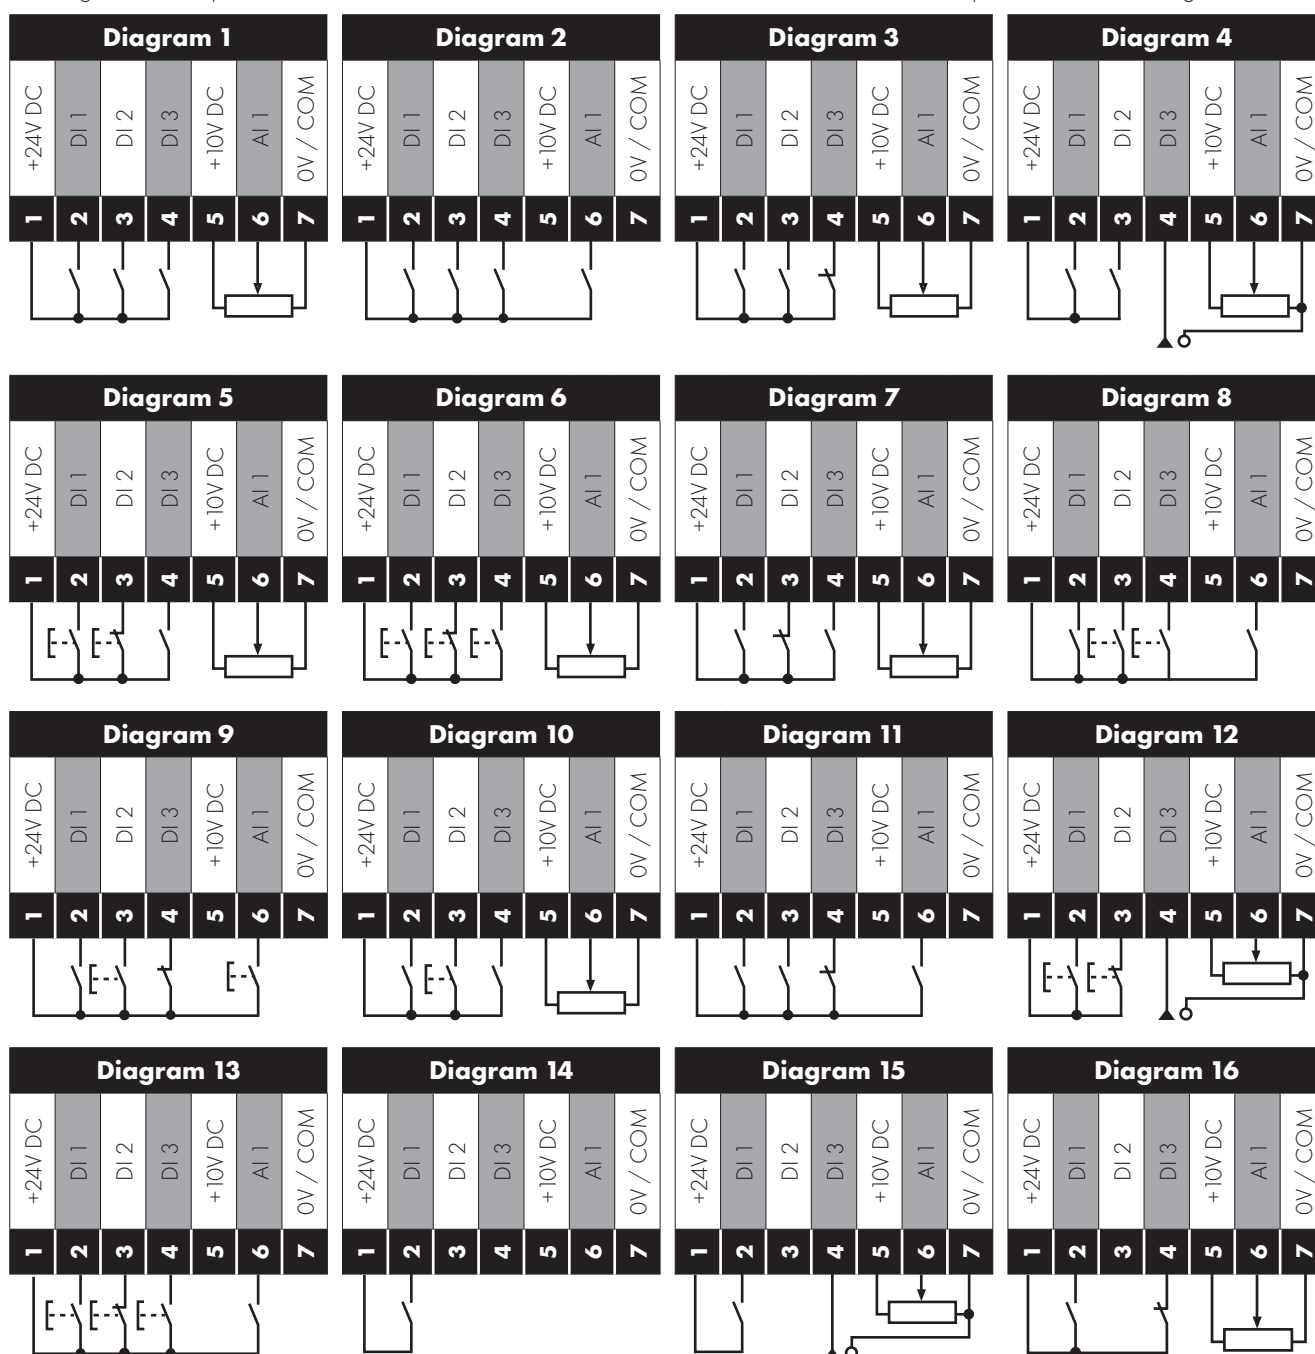 Diagram 1 Diagram 2 Diagram 3 Diagram 4
+24V DC DI 1 DI 2 DI 3 +10V DC AI 1 0V / COM +24V DC DI 1 DI 2 DI 3 +10V DC AI 1 0V / COM +24V DC DI 1 DI 2 DI 3 +10V DC AI 1 0V / COM +24V DC DI 1 DI 2 DI 3 +10V DC AI 1 0V / COM
1 2 3 4 5 6 7 1 2 3 4 5 6 7 1 2 3 4 5 6 7 1 2 3 4 5 6 7
Diagram 5 Diagram 6 Diagram 7 Diagram 8
+24V DC DI 1 DI 2 DI 3 +10V DC AI 1 0V / COM +24V DC DI 1 DI 2 DI 3 +10V DC AI 1 0V / COM +24V DC DI 1 DI 2 DI 3 +10V DC AI 1 0V / COM +24V DC DI 1 DI 2 DI 3 +10V DC AI 1 0V / COM
1 2 3 4 5 6 7 1 2 3 4 5 6 7 1 2 3 4 5 6 7 1 2 3 4 5 6 7
Diagram 9 Diagram 10 Diagram 11 Diagram 12
+24V DC DI 1 DI 2 DI 3 +10V DC AI 1 0V / COM +24V DC DI 1 DI 2 DI 3 +10V DC AI 1 0V / COM +24V DC DI 1 DI 2 DI 3 +10V DC AI 1 0V / COM +24V DC DI 1 DI 2 DI 3 +10V DC AI 1 0V / COM
1 2 3 4 5 6 7 1 2 3 4 5 6 7 1 2 3 4 5 6 7 1 2 3 4 5 6 7
Diagram 13 Diagram 14 Diagram 15 Diagram 16
+24V DC DI 1 DI 2 DI 3 +10V DC AI 1 0V / COM +24V DC DI 1 DI 2 DI 3 +10V DC AI 1 0V / COM +24V DC DI 1 DI 2 DI 3 +10V DC AI 1 0V / COM +24V DC DI 1 DI 2 DI 3 +10V DC AI 1 0V / COM
1 2 3 4 5 6 7 1 2 3 4 5 6 7 1 2 3 4 5 6 7 1 2 3 4 5 6 7